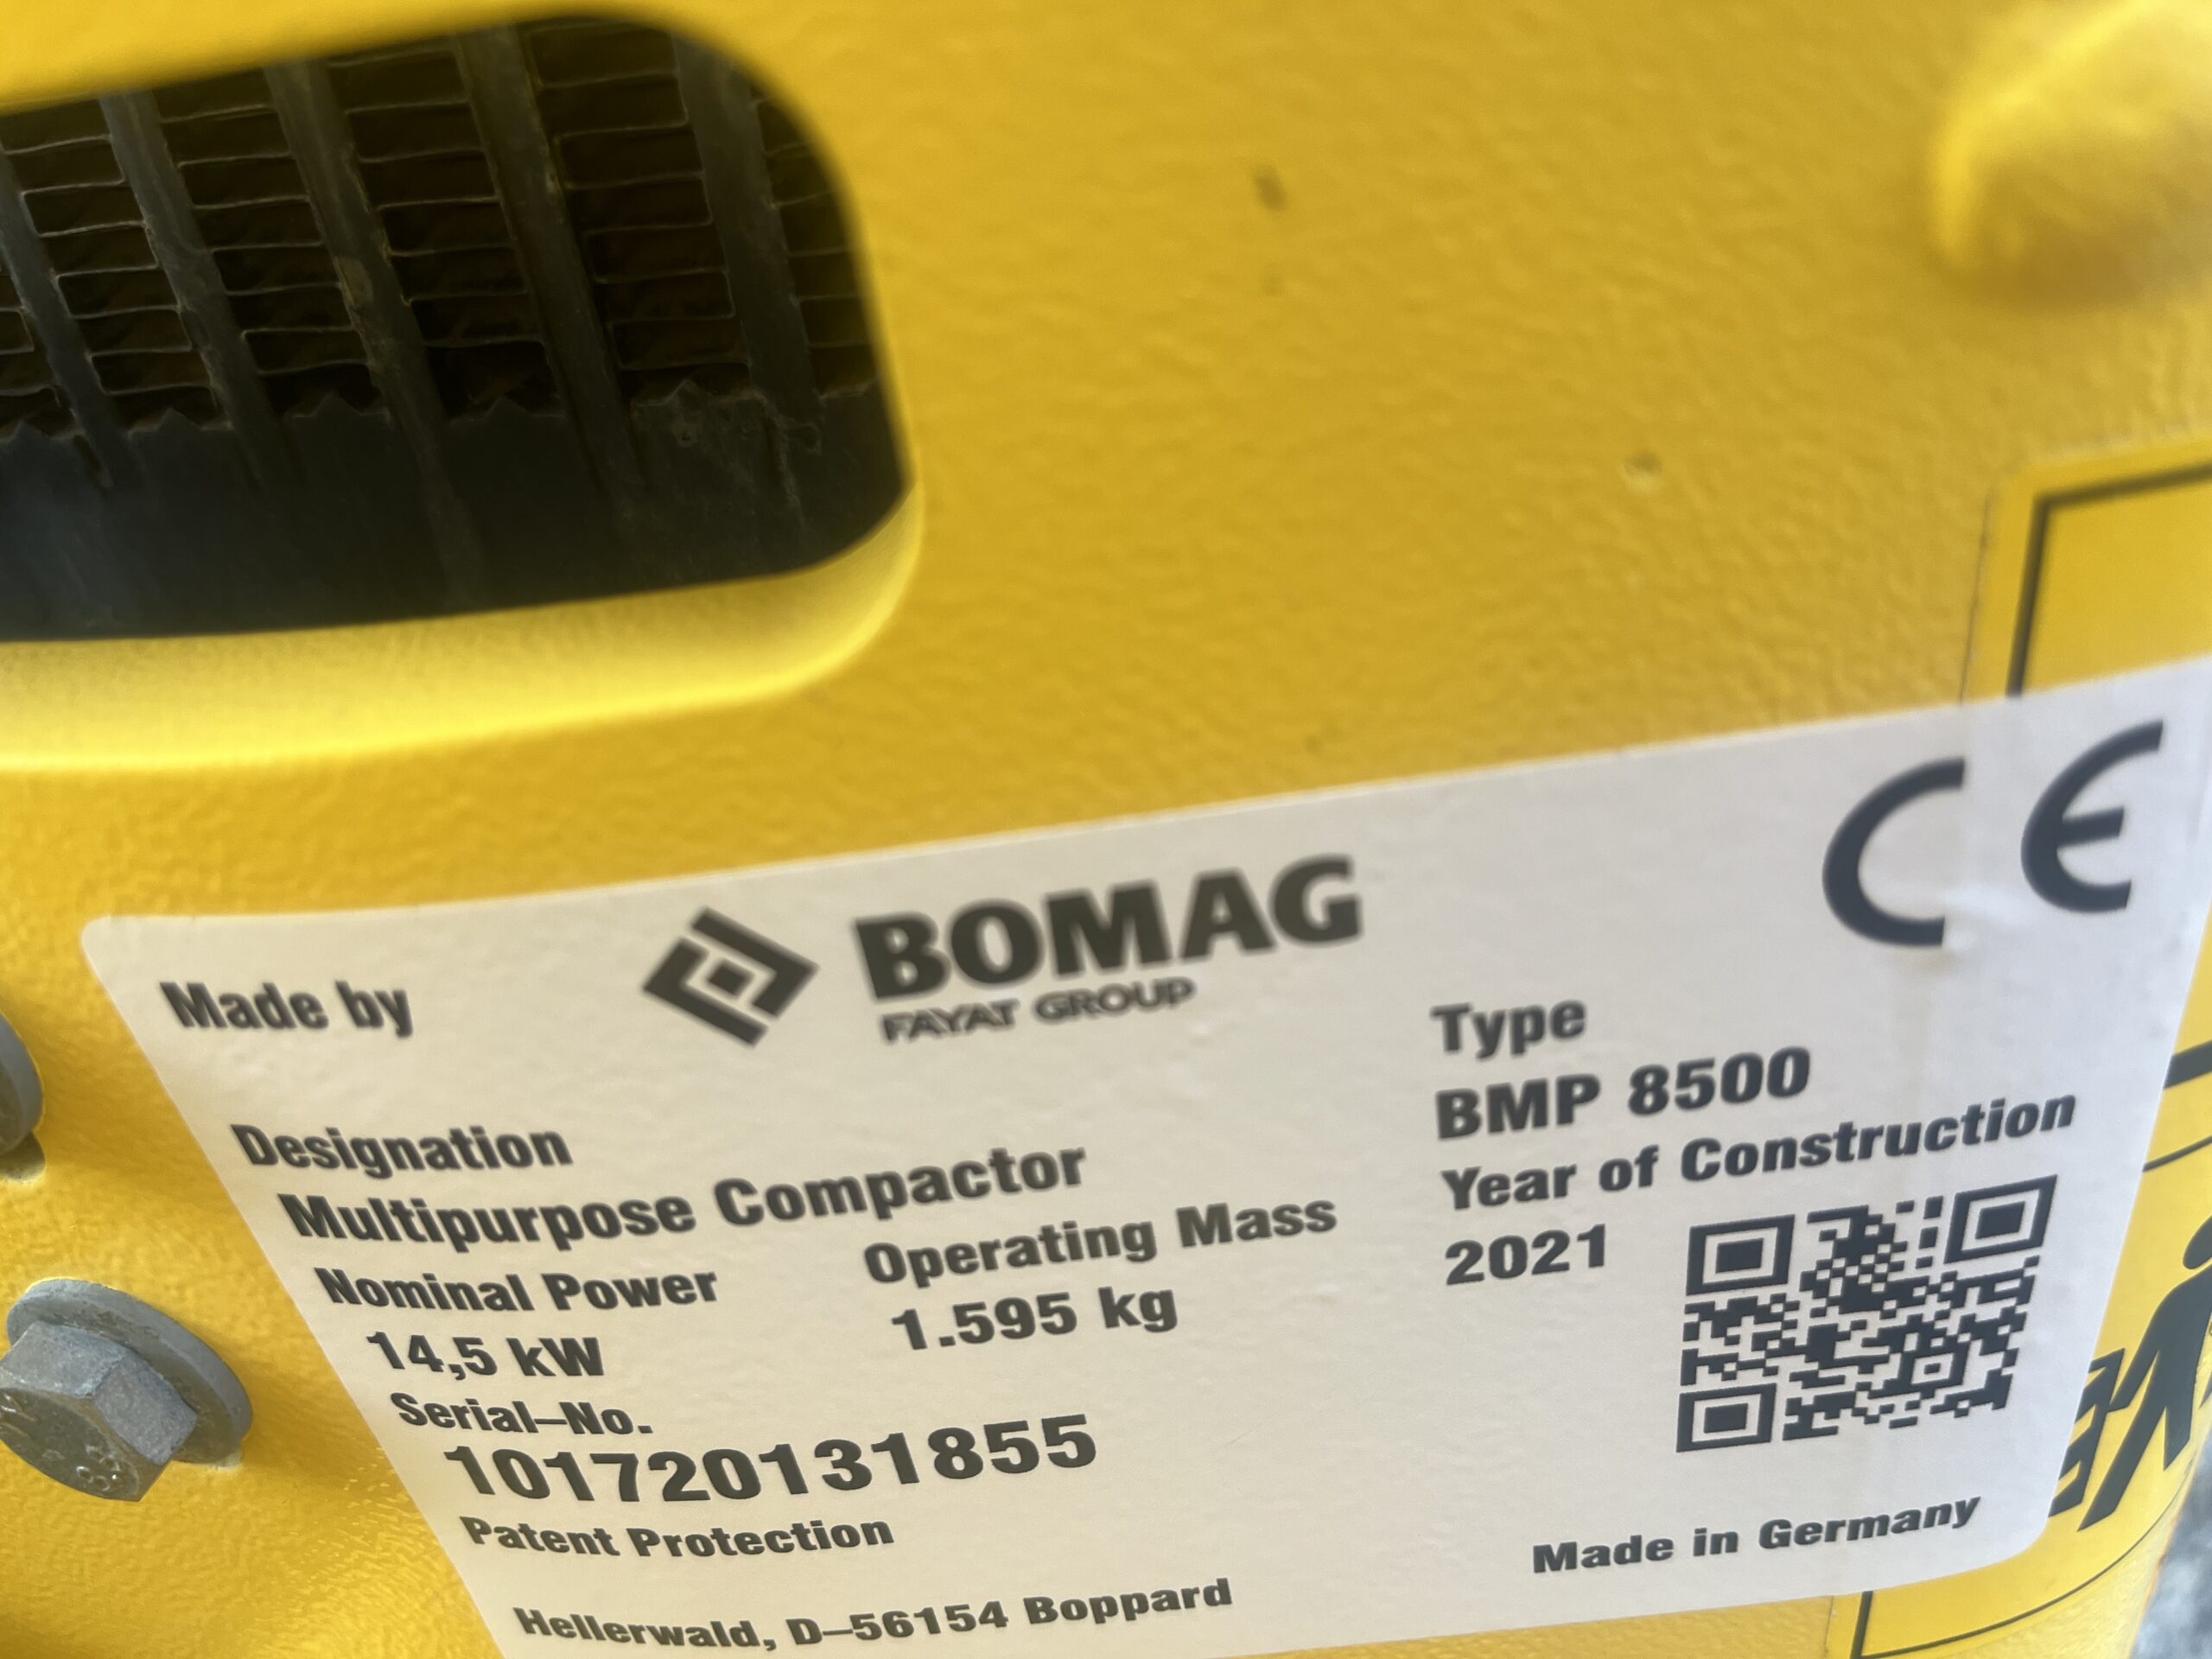 CE
Made by
BOMAG
FAYAT GROUP
Type
BMP 8500
Designation
Multipurpose Compactor
Year of Construction
2021
Nominal Power
Operating Mass
14,5 kW
1.595 kg
Serial–No.
101720131855
Patent Protection
Made in Germany
Hellerwald, D–56154 Boppard